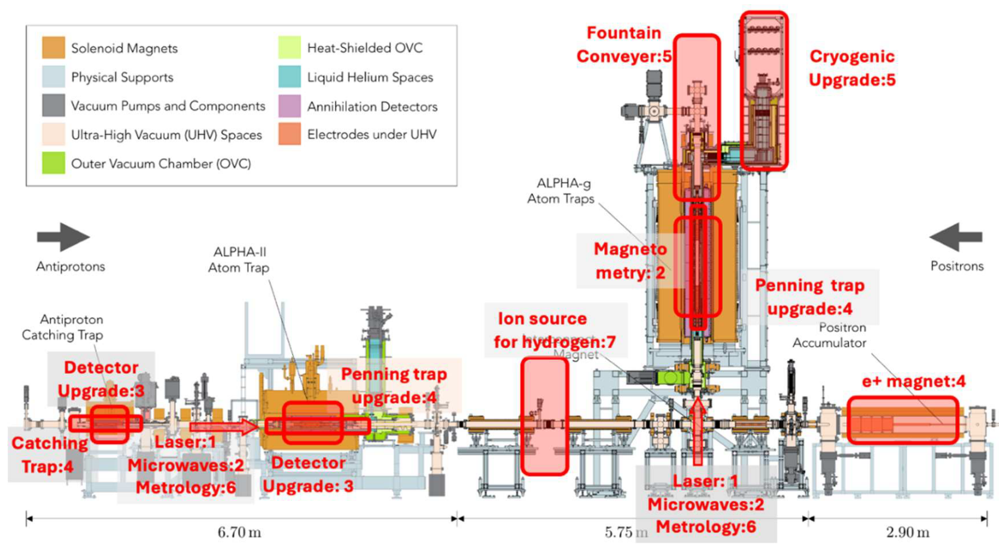 Solenoid Magnets
Physical Supports
Vacuum Pumps and Components
Ultra-High Vacuum (UHV) Spaces
Outer Vacuum Chamber (OVC)
Heat-Shielded OVC
Liquid Helium Spaces
Annihilation Detectors
Electrodes under UHV
Fountain
Conveyer:5
Cryogenic
Upgrade:5
ALPHA-g
Atom Traps
Antiprotons
Positrons
ALPHA-II
Atom Trap
Magneto
metry: 2
Penning trap
upgrade:4
Ion source
for hydrogen:7
Interconnect
Magnet
Positron
Accumulator
Antiproton
Catching Trap
Detector
Upgrade:3
Penning trap
upgrade:4
e+ magnet:4
Catching
Trap:4
Laser:1
Microwaves:2
Metrology:6
Detector
Upgrade: 3
Laser: 1
Microwaves:2
Metrology:6
6.70 m
5.75 m
2.90 m